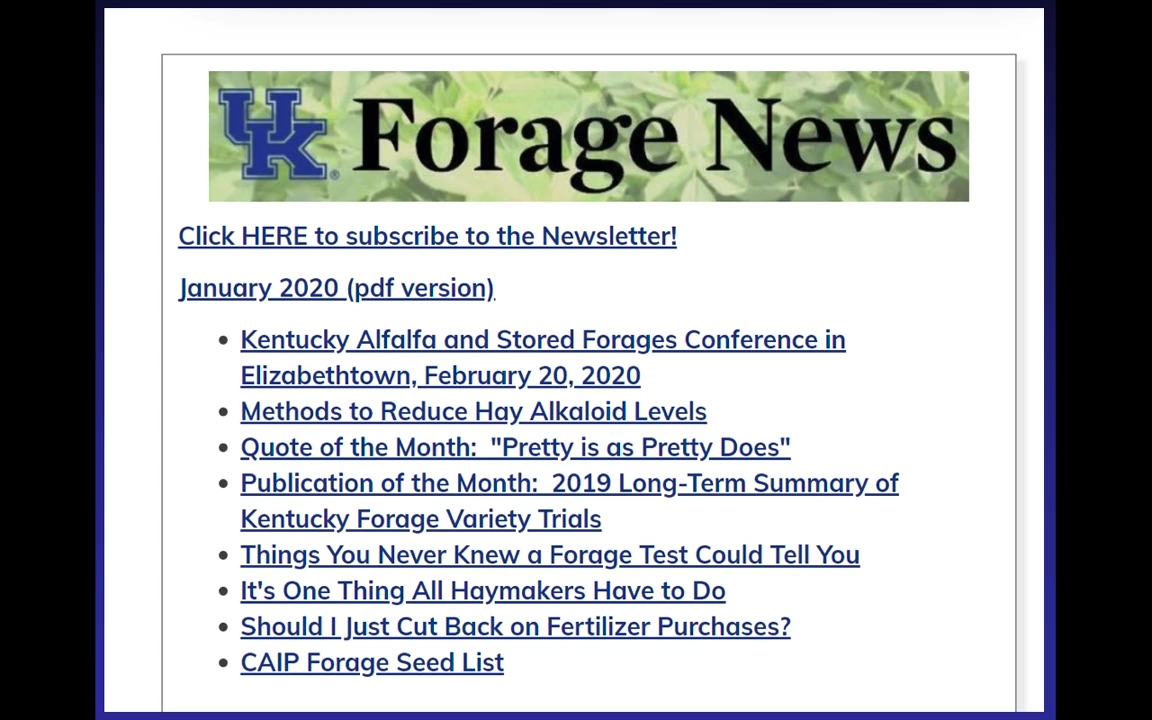 UK® Forage News
Click HERE to subscribe to the Newsletter!
January 2020 (pdf version)
• Kentucky Alfalfa and Stored Forages Conference in
Elizabethtown, February 20, 2020
• Methods to Reduce Hay Alkaloid Levels
• Quote of the Month:  "Pretty is as Pretty Does"
• Publication of the Month:  2019 Long-Term Summary of
Kentucky Forage Variety Trials
• Things You Never Knew a Forage Test Could Tell You
• It's One Thing All Haymakers Have to Do
• Should I Just Cut Back on Fertilizer Purchases?
• CAIP Forage Seed List